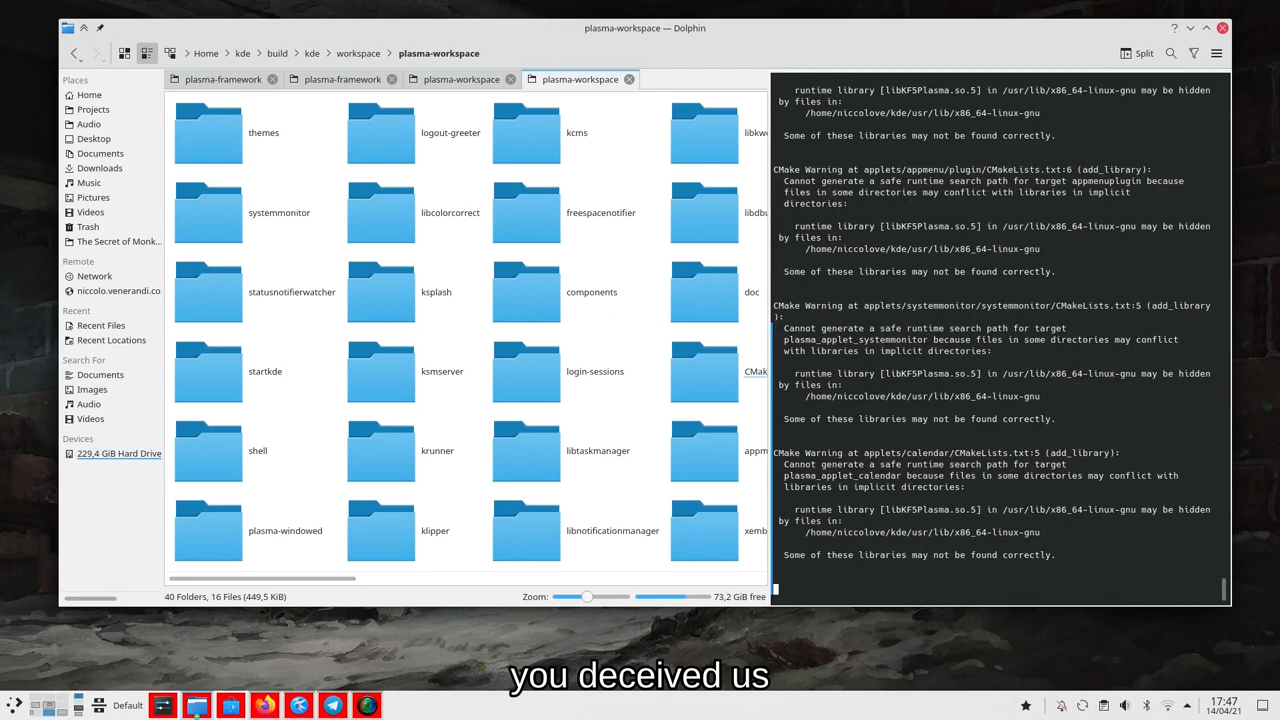 plasma-workspace — Dolphin
Home
kde
build
kde
workspace
plasma-workspace
Split
Places
Home
Projects
Audio
Desktop
Documents
Downloads
Music
Pictures
Videos
Trash
The Secret of Monk...
Remote
Network
niccolo.venerandi.co
Recent
Recent Files
Recent Locations
Search For
Documents
Images
Audio
Videos
Devices
229,4 GiB Hard Drive
plasma-framework
plasma-framework
plasma-workspace
plasma-workspace
themes
logout-greeter
kcms
libkw
systemmonitor
libcolorcorrect
freespacenotifier
libdbu
statusnotifierwatcher
ksplash
components
doc
startkde
ksmserver
login-sessions
CMak
shell
krunner
libtaskmanager
appm
plasma-windowed
klipper
libnotificationmanager
xemb
40 Folders, 16 Files (449,5 KiB)
Zoom:
73,2 GiB free
runtime library [libKF5Plasma.so.5] in /usr/lib/x86_64-linux-gnu may be hidden
by files in:
/home/niccolove/kde/usr/lib/x86_64-linux-gnu
Some of these libraries may not be found correctly.
CMake Warning at applets/appmenu/plugin/CMakeLists.txt:6 (add_library):
Cannot generate a safe runtime search path for target appmenuplugin because
files in some directories may conflict with libraries in implicit
directories:
runtime library [libKF5Plasma.so.5] in /usr/lib/x86_64-linux-gnu may be hidden
by files in:
/home/niccolove/kde/usr/lib/x86_64-linux-gnu
Some of these libraries may not be found correctly.
CMake Warning at applets/systemmonitor/systemmonitor/CMakeLists.txt:5 (add_library
):
Cannot generate a safe runtime search path for target
plasma_applet_systemmonitor because files in some directories may conflict
with libraries in implicit directories:
runtime library [libKF5Plasma.so.5] in /usr/lib/x86_64-linux-gnu may be hidden
by files in:
/home/niccolove/kde/usr/lib/x86_64-linux-gnu
Some of these libraries may not be found correctly.
CMake Warning at applets/calendar/CMakeLists.txt:5 (add_library):
Cannot generate a safe runtime search path for target
plasma_applet_calendar because files in some directories may conflict with
libraries in implicit directories:
runtime library [libKF5Plasma.so.5] in /usr/lib/x86_64-linux-gnu may be hidden
by files in:
/home/niccolove/kde/usr/lib/x86_64-linux-gnu
Some of these libraries may not be found correctly.
you deceived us
Default
17:47
14/04/21